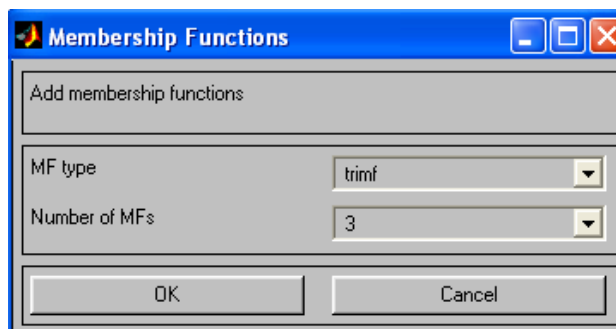 Membership Functions
Add membership functions
MF type
trimf
Number of MFs
3
OK
Cancel